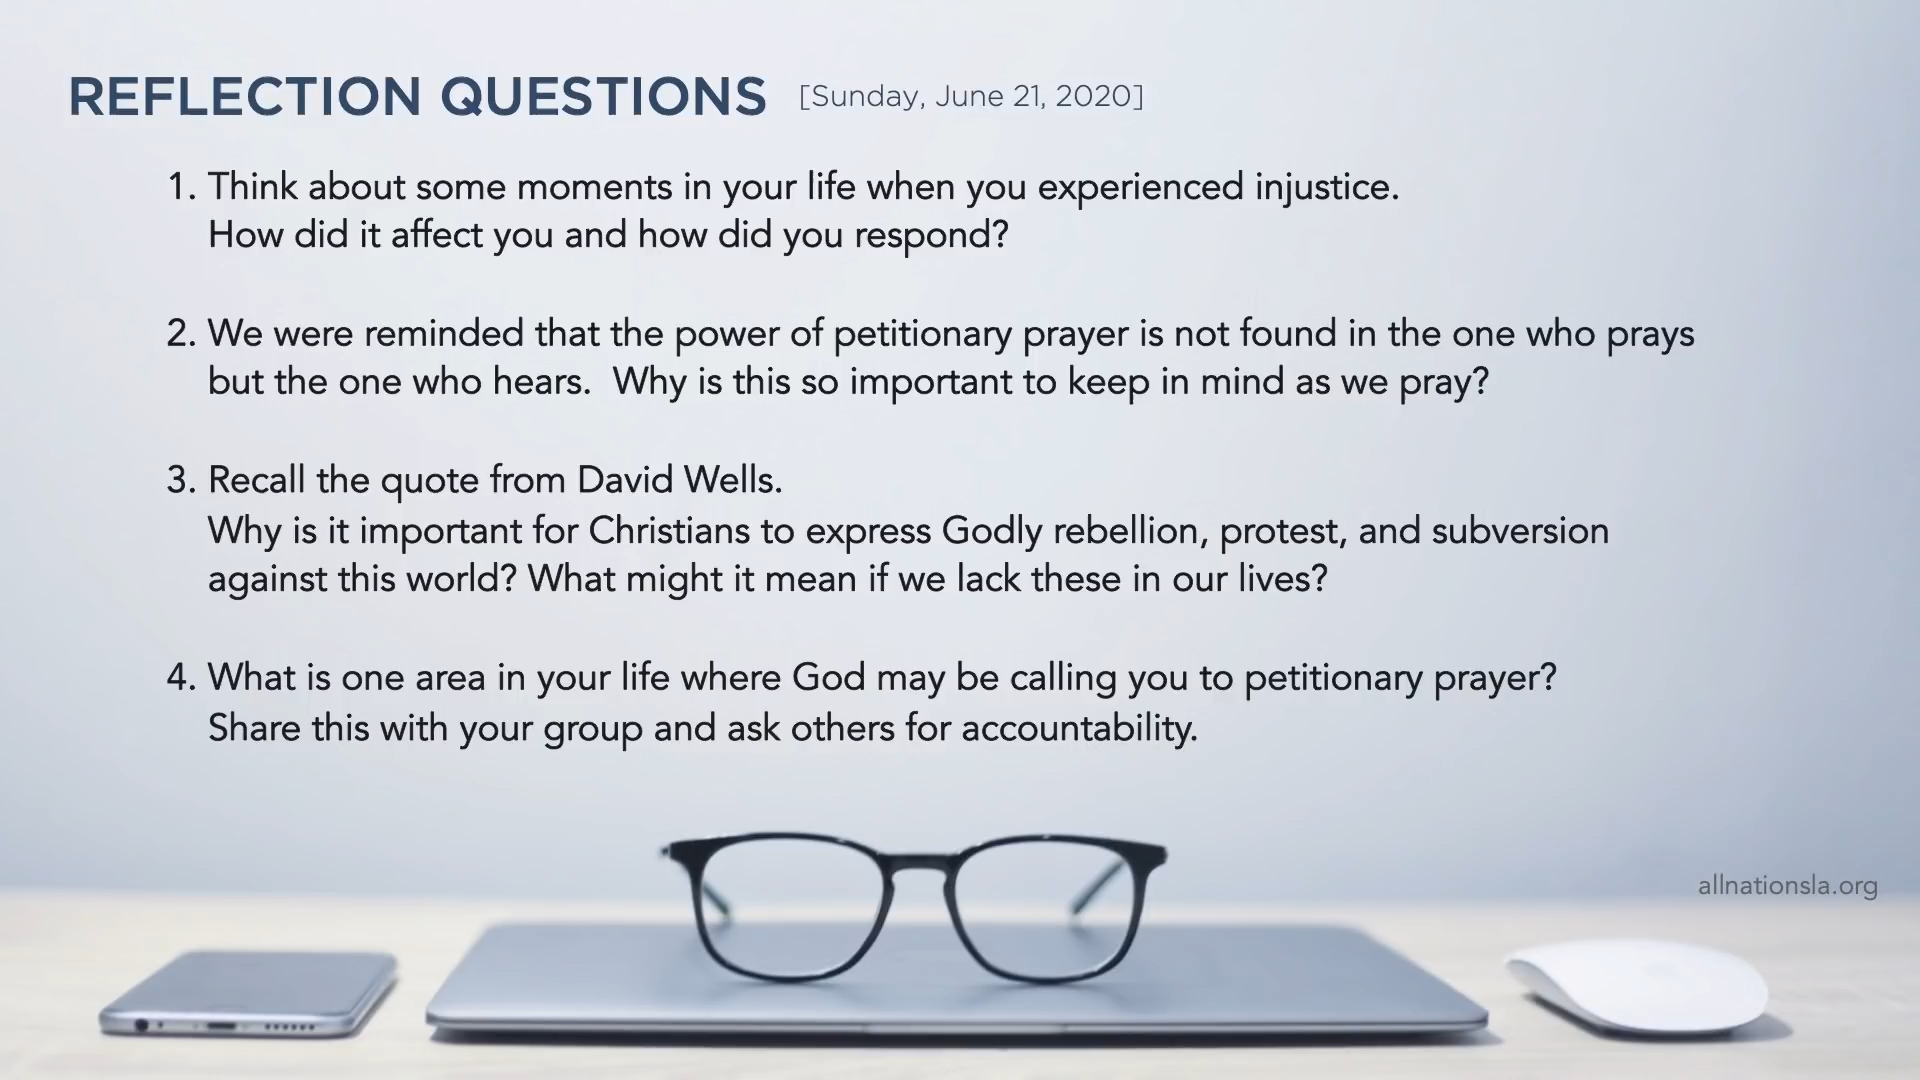 REFLECTION QUESTIONS [Sunday, June 21, 2020]
1. Think about some moments in your life when you experienced injustice.
How did it affect you and how did you respond?
2. We were reminded that the power of petitionary prayer is not found in the one who prays
but the one who hears.  Why is this so important to keep in mind as we pray?
3. Recall the quote from David Wells.
Why is it important for Christians to express Godly rebellion, protest, and subversion
against this world? What might it mean if we lack these in our lives?
4. What is one area in your life where God may be calling you to petitionary prayer?
Share this with your group and ask others for accountability.
allnationsla.org